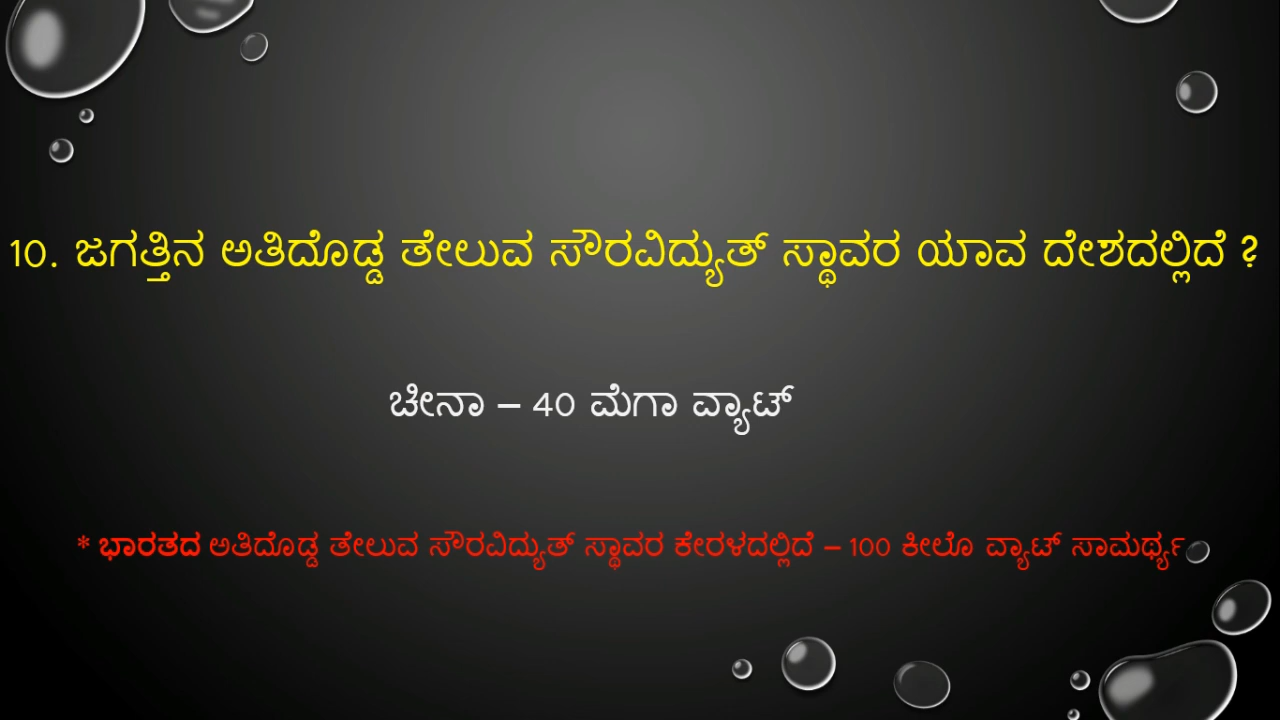 10. ಜಗತ್ತಿನ ಅತಿದೊಡ್ಡ ತೇಲುವ ಸೌರವಿದ್ಯುತ್ ಸ್ಥಾವರ ಯಾವ ದೇಶದಲ್ಲಿದೆ ?
ಚೀನಾ – 40 ಮೆಗಾ ವ್ಯಾಟ್
* ಭಾರತದ ಅತಿದೊಡ್ಡ ತೇಲುವ ಸೌರವಿದ್ಯುತ್ ಸ್ಥಾವರ ಕೇರಳದಲ್ಲಿದೆ – 100 ಕೀಲೊ ವ್ಯಾಟ್ ಸಾಮರ್ಥ್ಯ